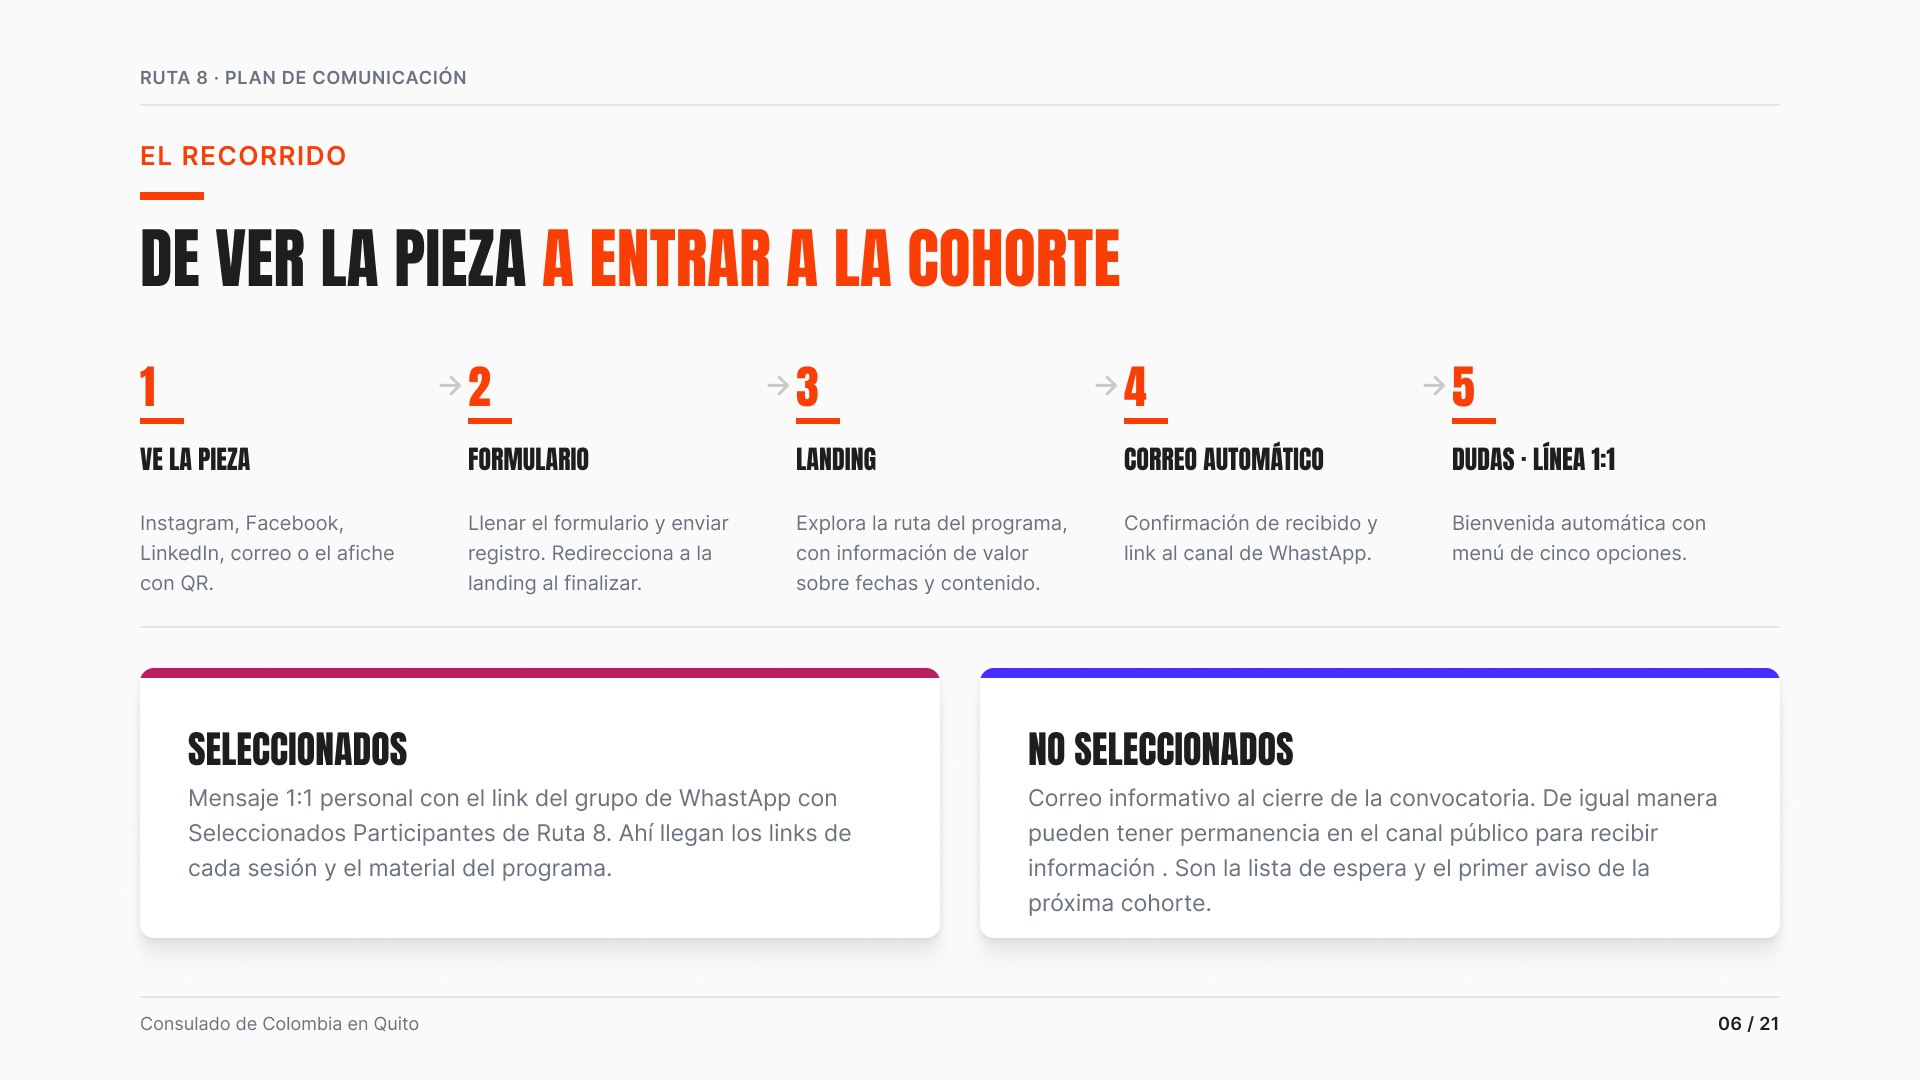 RUTA 8 · PLAN DE COMUNICACIÓN
EL RECORRIDO
DE VER LA PIEZA A ENTRAR A LA COHORTE
1
VE LA PIEZA
Instagram, Facebook,
LinkedIn, correo o el afiche
con QR.
→ 2
FORMULARIO
Llenar el formulario y enviar
registro. Redirecciona a la
landing al finalizar.
→ 3
LANDING
Explora la ruta del programa,
con información de valor
sobre fechas y contenido.
→ 4
CORREO AUTOMÁTICO
Confirmación de recibido y
link al canal de WhastApp.
→ 5
DUDAS · LÍNEA 1:1
Bienvenida automática con
menú de cinco opciones.
SELECCIONADOS
Mensaje 1:1 personal con el link del grupo de WhastApp con
Seleccionados Participantes de Ruta 8. Ahí llegan los links de
cada sesión y el material del programa.
NO SELECCIONADOS
Correo informativo al cierre de la convocatoria. De igual manera
pueden tener permanencia en el canal público para recibir
información . Son la lista de espera y el primer aviso de la
próxima cohorte.
Consulado de Colombia en Quito
06 / 21